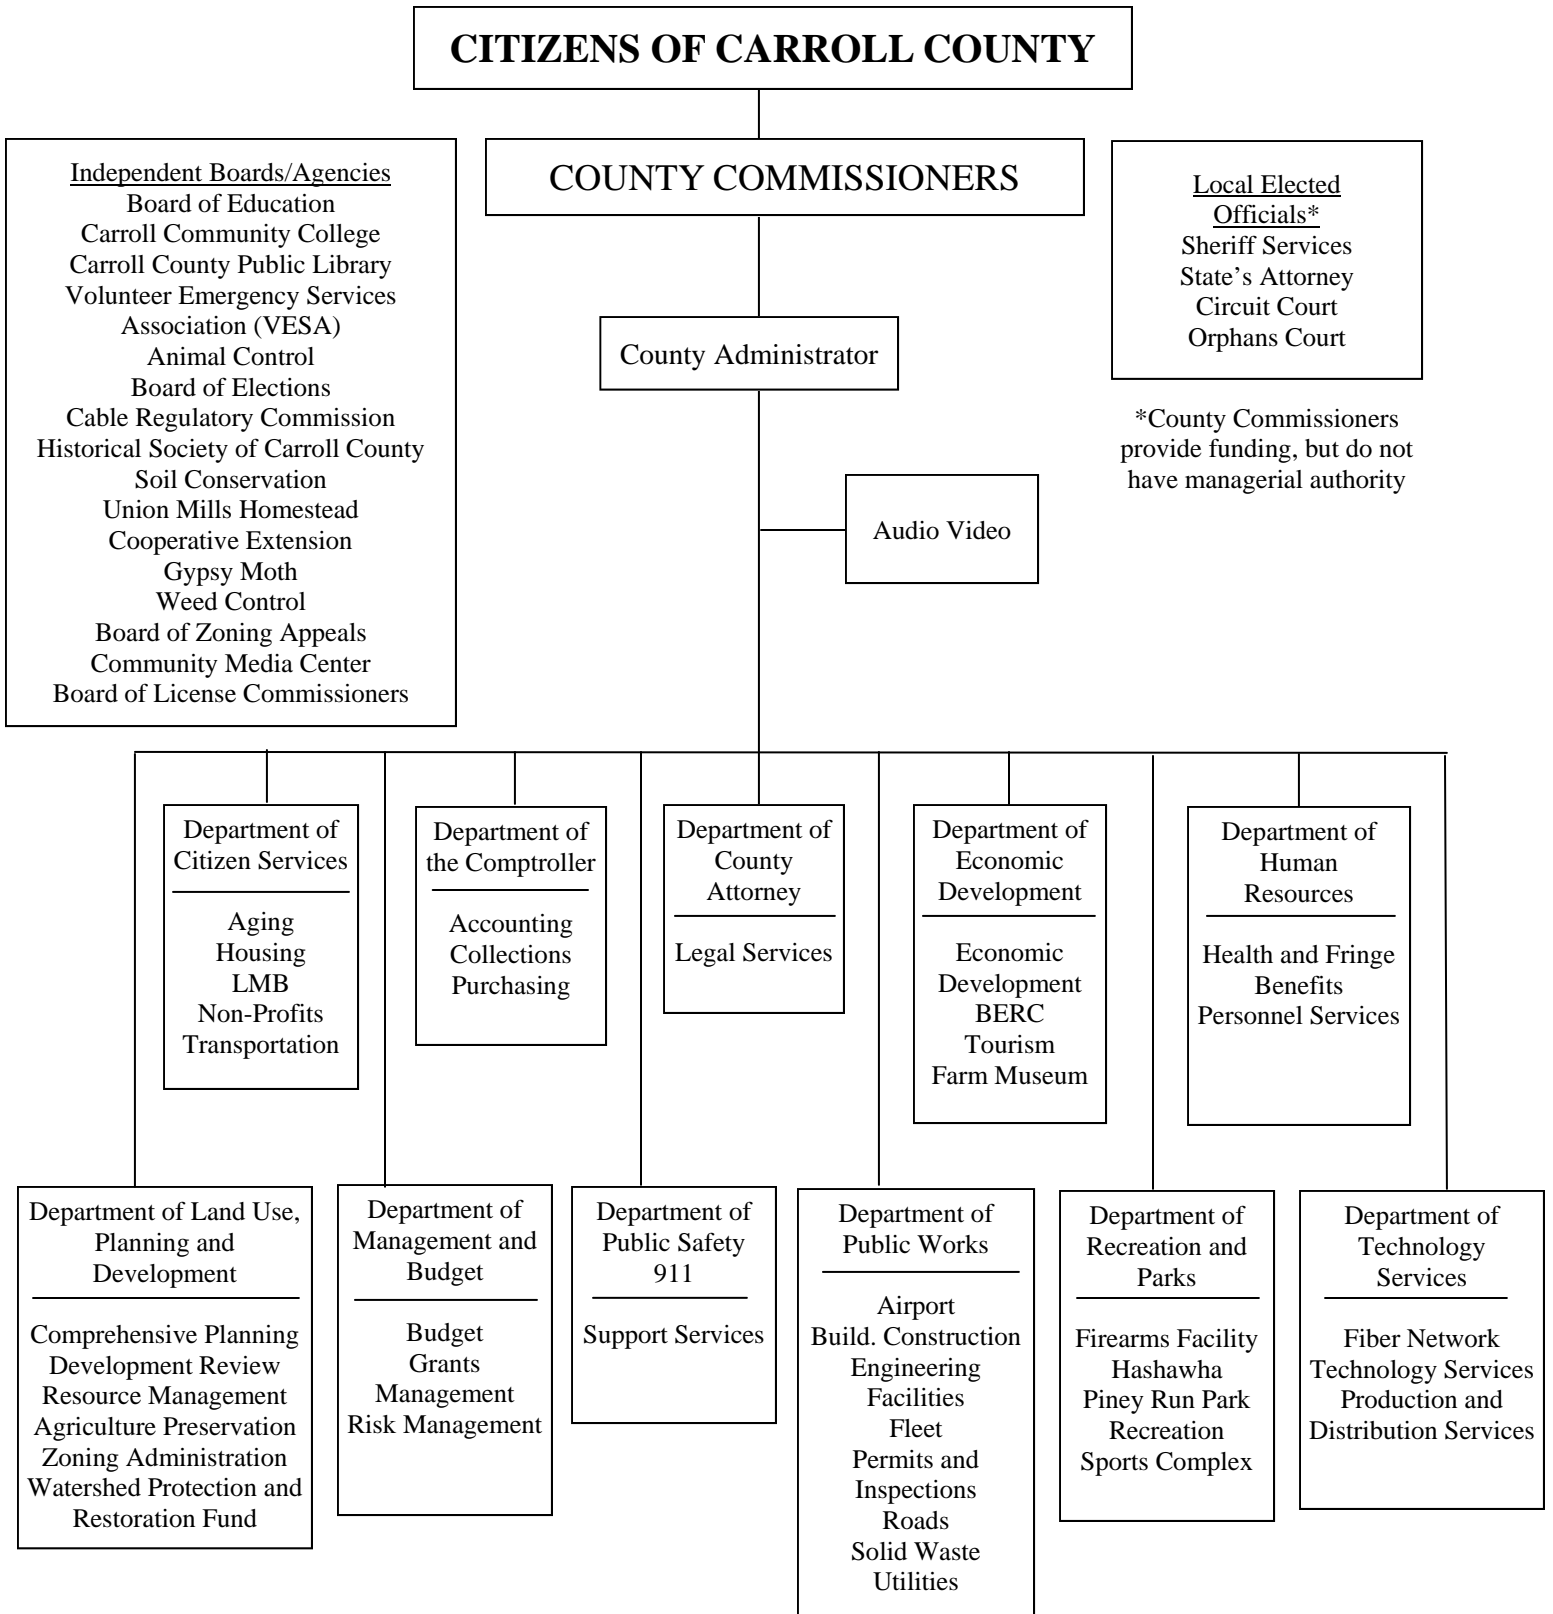 CITIZENS OF CARROLL COUNTY
COUNTY COMMISSIONERS
Independent Boards/Agencies
Board of Education
Carroll Community College
Carroll County Public Library
Volunteer Emergency Services
Association (VESA)
Animal Control
Board of Elections
Cable Regulatory Commission
Historical Society of Carroll County
Soil Conservation
Union Mills Homestead
Cooperative Extension
Gypsy Moth
Weed Control
Board of Zoning Appeals
Community Media Center
Board of License Commissioners
Local Elected
Officials*
Sheriff Services
State’s Attorney
Circuit Court
Orphans Court
*County Commissioners
provide funding, but do not
have managerial authority
County Administrator
Audio Video
Department of
Citizen Services
Aging
Housing
LMB
Non-Profits
Transportation
Department of
the Comptroller
Accounting
Collections
Purchasing
Department of
County
Attorney
Legal Services
Department of
Economic
Development
Economic
Development
BERC
Tourism
Farm Museum
Department of
Human
Resources
Health and Fringe
Benefits
Personnel Services
Department of Land Use,
Planning and
Development
Comprehensive Planning
Development Review
Resource Management
Agriculture Preservation
Zoning Administration
Watershed Protection and
Restoration Fund
Department of
Management and
Budget
Budget
Grants
Management
Risk Management
Department of
Public Safety
911
Support Services
Department of
Public Works
Airport
Build. Construction
Engineering
Facilities
Fleet
Permits and
Inspections
Roads
Solid Waste
Utilities
Department of
Recreation and
Parks
Firearms Facility
Hashawha
Piney Run Park
Recreation
Sports Complex
Department of
Technology
Services
Fiber Network
Technology Services
Production and
Distribution Services